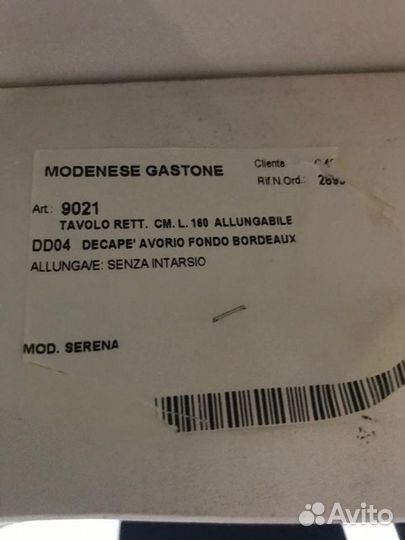 MODENESE GASTONE
Cliente
Rif.N.Ord.:
Art.: 9021
TAVOLO RETT. CM. L. 160 ALLUNGABILE
DD04 DECAPE' AVORIO FONDO BORDEAUX
ALLUNGA/E: SENZA INTARSIO
MOD. SERENA
Avito